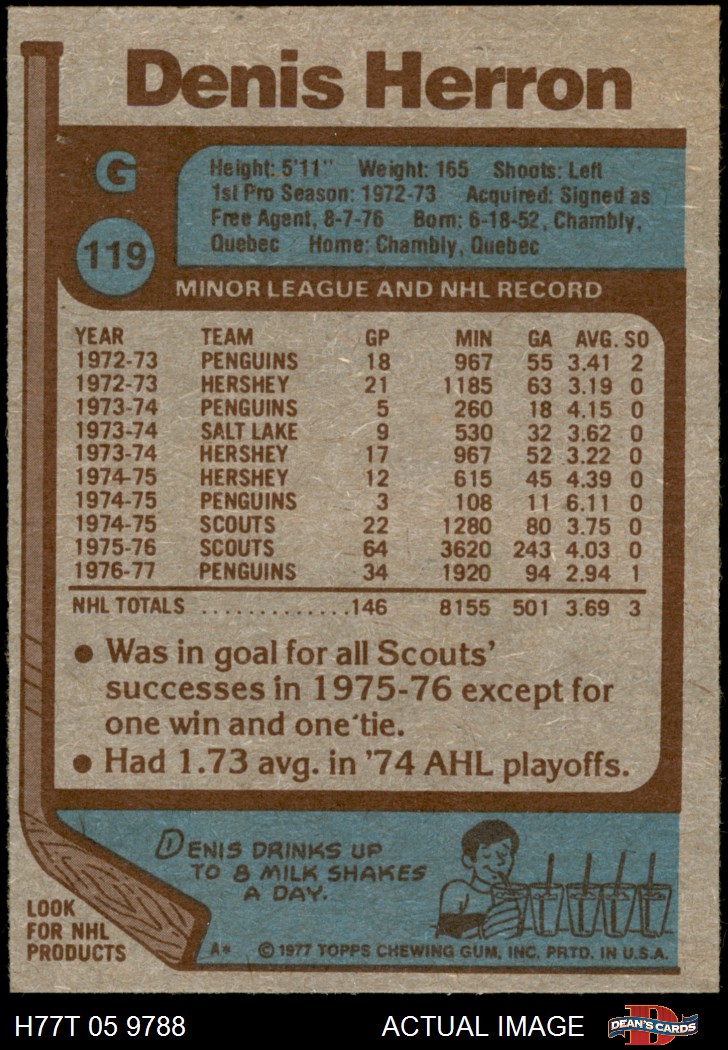 Denis Herron
G
119
Height: 5'11" Weight: 165 Shoots: Left
1st Pro Season: 1972-73 Acquired: Signed as
Free Agent, 8-7-76 Born: 6-18-52, Chambly,
Quebec Home: Chambly, Quebec
MINOR LEAGUE AND NHL RECORD
YEAR TEAM GP MIN GA AVG. SO
1972-73 PENGUINS 18 967 55 3.41 2
1972-73 HERSHEY 21 1185 63 3.19 0
1973-74 PENGUINS 5 260 18 4.15 0
1973-74 SALT LAKE 9 530 32 3.62 0
1973-74 HERSHEY 17 967 52 3.22 0
1974-75 HERSHEY 12 615 45 4.39 0
1974-75 PENGUINS 3 108 11 6.11 0
1974-75 SCOUTS 22 1280 80 3.75 0
1975-76 SCOUTS 64 3620 243 4.03 0
1976-77 PENGUINS 34 1920 94 2.94 1
NHL TOTALS .............146 8155 501 3.69 3
● Was in goal for all Scouts'
successes in 1975-76 except for
one win and one tie.
● Had 1.73 avg. in '74 AHL playoffs.
DENIS DRINKS UP
TO 8 MILK SHAKES
A DAY.
LOOK
FOR NHL
PRODUCTS
A* © 1977 TOPPS CHEWING GUM, INC. PRTD. IN U.S.A.
H77T 05 9788 ACTUAL IMAGE DEAN'S CARDS